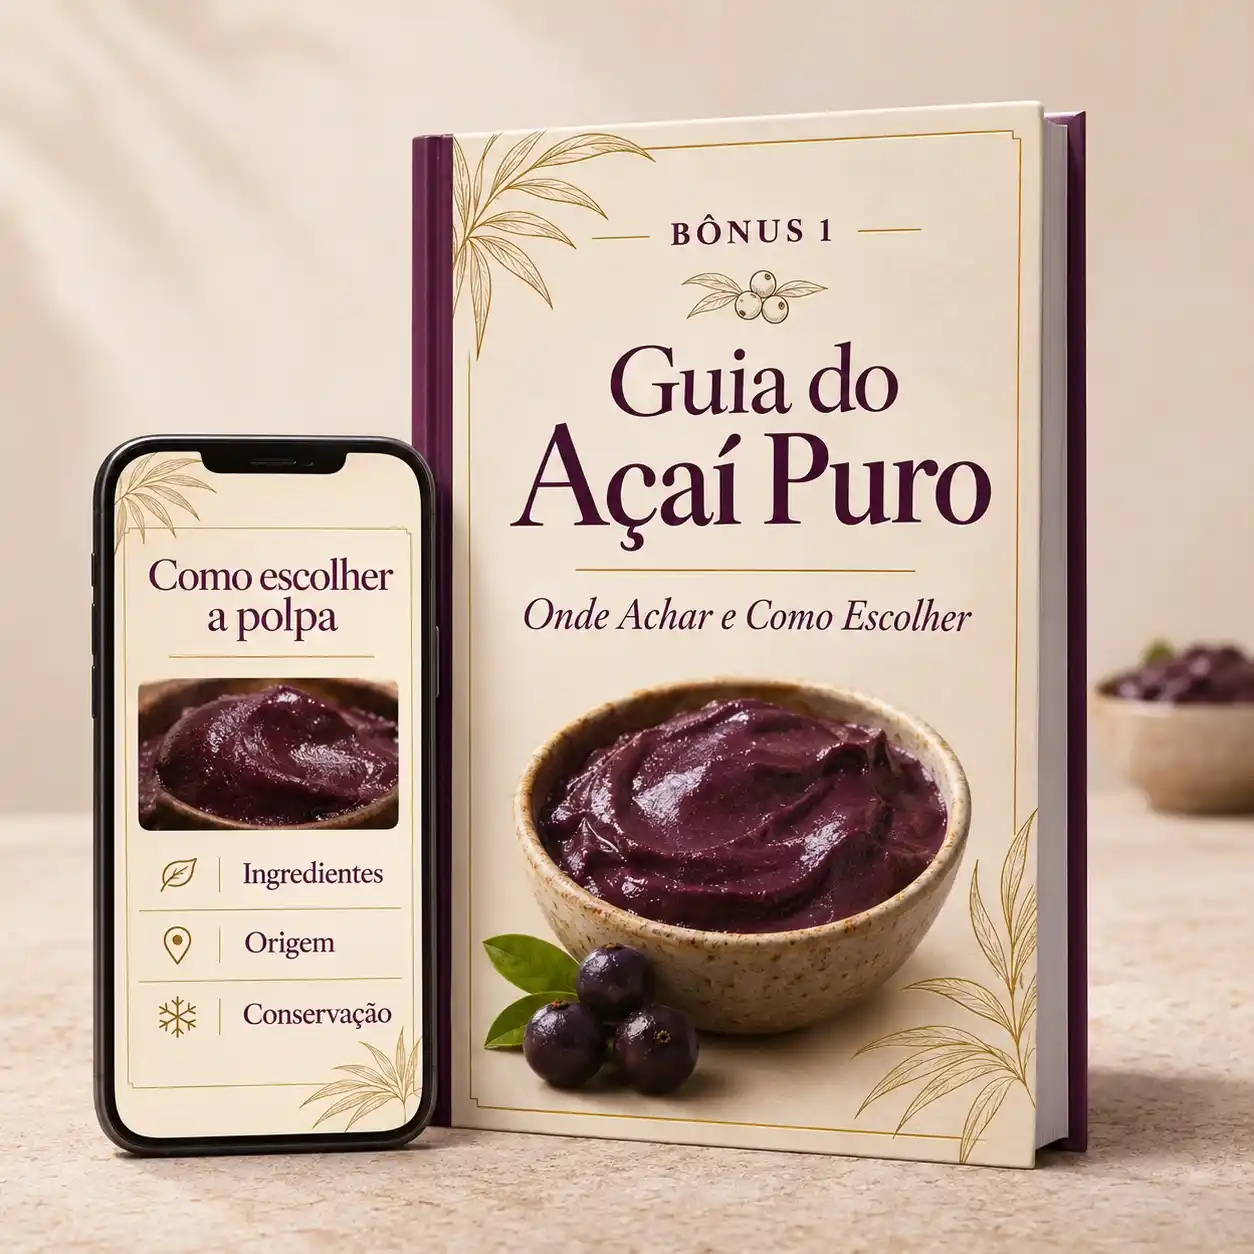 BÔNUS 1
Guia do
Açaí Puro
Onde Achar e Como Escolher
Como escolher
a polpa
Ingredientes
Origem
Conservação